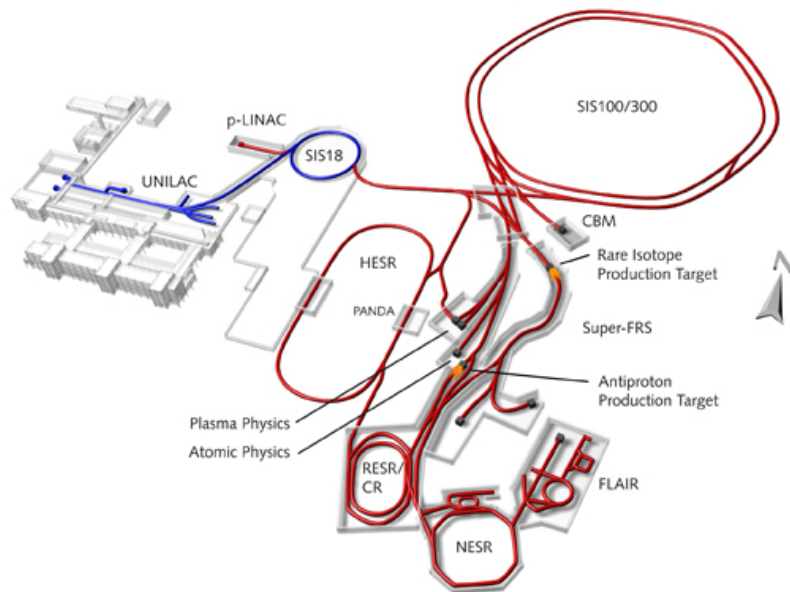 SIS100/300
p-LINAC
SIS18
UNILAC
CBM
HESR
Rare Isotope
Production Target
PANDA
Super-FRS
Antiproton
Production Target
Plasma Physics
Atomic Physics
RESR/
CR
FLAIR
NESR